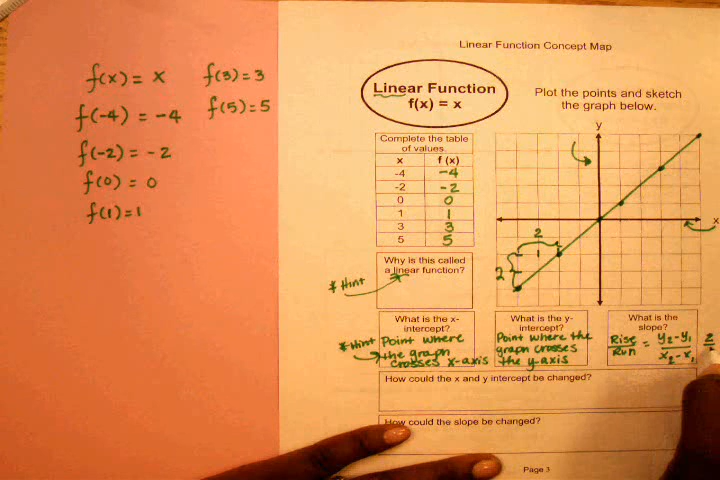 Linear Function Concept Map
f(x) = x
f(3) = 3
f(-4) = -4
f(5) = 5
f(-2) = -2
f(0) = 0
f(1) = 1
Linear Function
f(x) = x
Plot the points and sketch
the graph below.
Complete the table
of values.
x f (x)
-4 -4
-2 -2
0 0
1 1
3 3
5 5
y
x
2
1
2
Why is this called
a linear function?
* Hint
What is the x-
intercept?
* Hint Point where
the graph
crosses x-axis
What is the y-
intercept?
Point where the
graph crosses
the y-axis
What is the
slope?
Rise = y₂-y₁ 2
Run x₂-x₁
How could the x and y intercept be changed?
How could the slope be changed?
Page 3